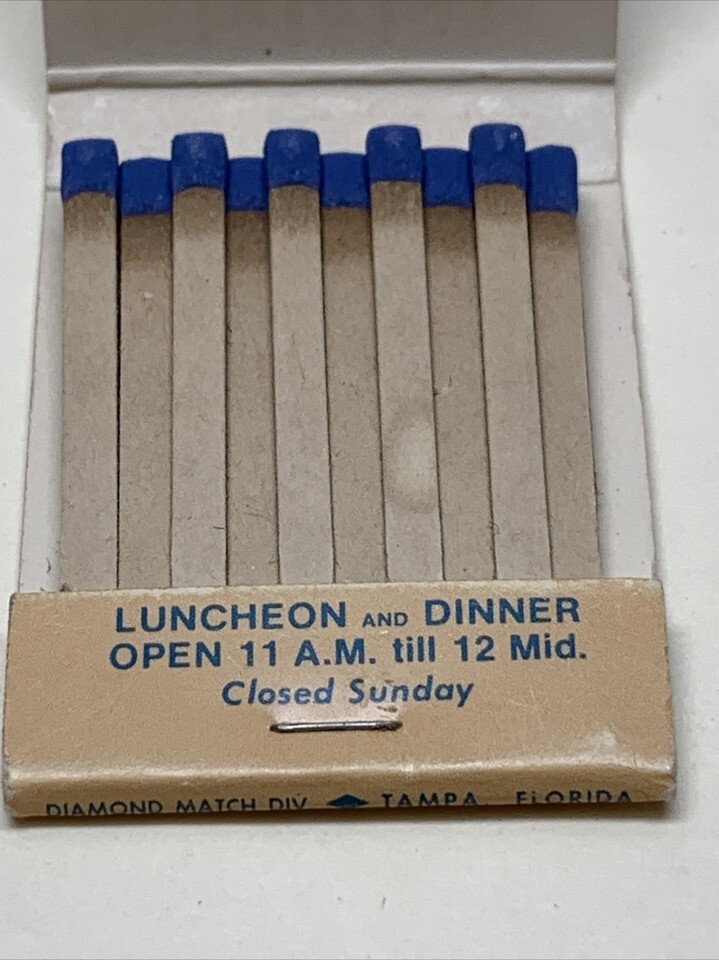 LUNCHEON AND DINNER
OPEN 11 A.M. till 12 Mid.
Closed Sunday
DIAMOND MATCH DIV TAMPA, FLORIDA